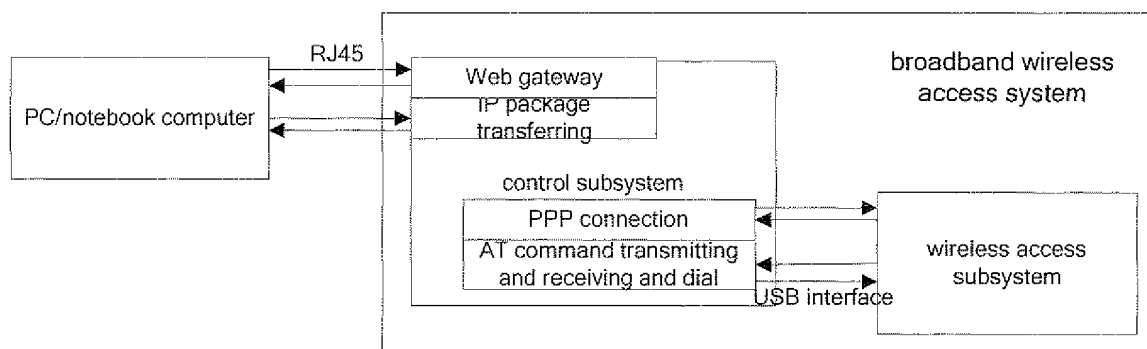 RJ45
broadband wireless
access system
PC/notebook computer
Web gateway
IP package
transferring
control subsystem
PPP connection
AT command transmitting
and receiving and dial
USB interface
wireless access
subsystem